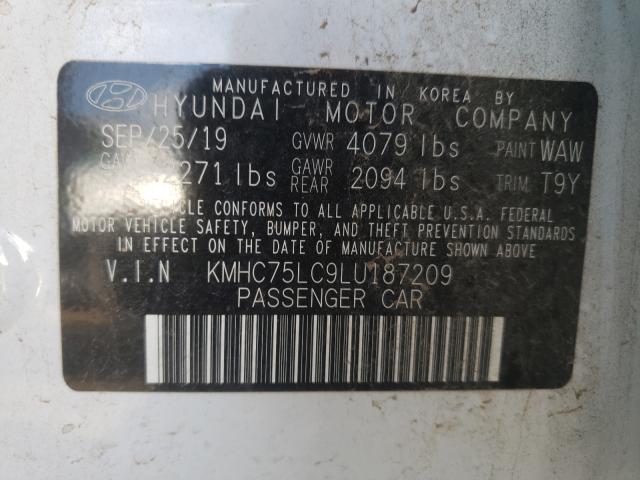 MANUFACTURED IN KOREA BY
HYUNDAI MOTOR COMPANY
SEP/25/19 GVWR 4079 lbs PAINT WAW
271 lbs GAWR REAR 2094 lbs TRIM T9Y
CONFORMS TO ALL APPLICABLE U.S.A. FEDERAL
MOTOR VEHICLE SAFETY, BUMPER, AND THEFT PREVENTION STANDARDS
IN EFFECT ON THE DATE OF MANUFACTURE SHOWN ABOVE.
V.I.N KMHC75LC9LU187209
PASSENGER CAR